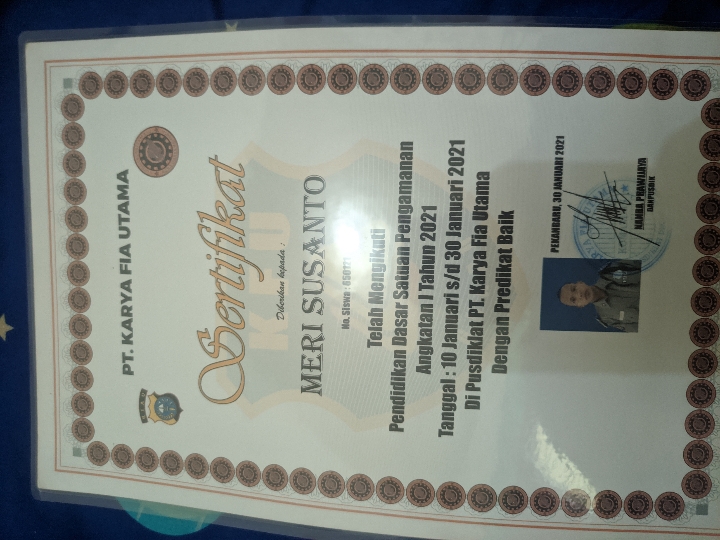 PT. KARYA FIA UTAMA
Sertifikat
Diberikan kepada :
MERI SUSANTO
No. Siswa :
Telah Mengikuti
Pendidikan Dasar Satuan Pengamanan
Angkatan I Tahun 2021
Tanggal : 10 Januari s/d 30 Januari 2021
Di Pusdiklat PT. Karya Fia Utama
Dengan Predikat Baik
PEKANBARU, 30 JANUARI 2021